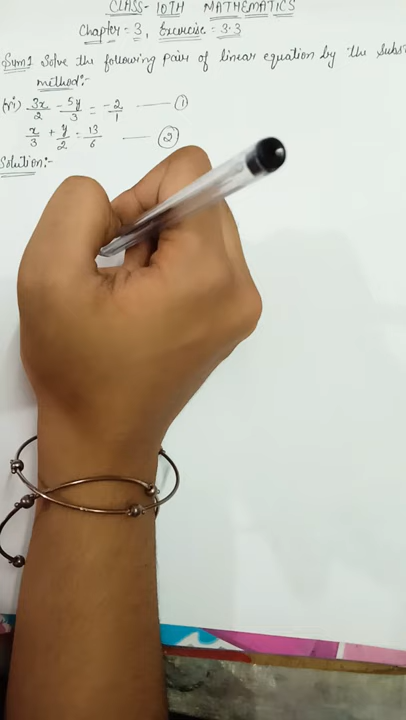 CLASS-10TH MATHEMATICS
Chapter = 3, Exercise = 3.3
Sum1 Solve the following pair of linear equation by the
method:-
(vi) 3x/2 - 5y/3 = -2/1 —— ①
x/3 + y/2 = 13/6 —— ②
Solution:-